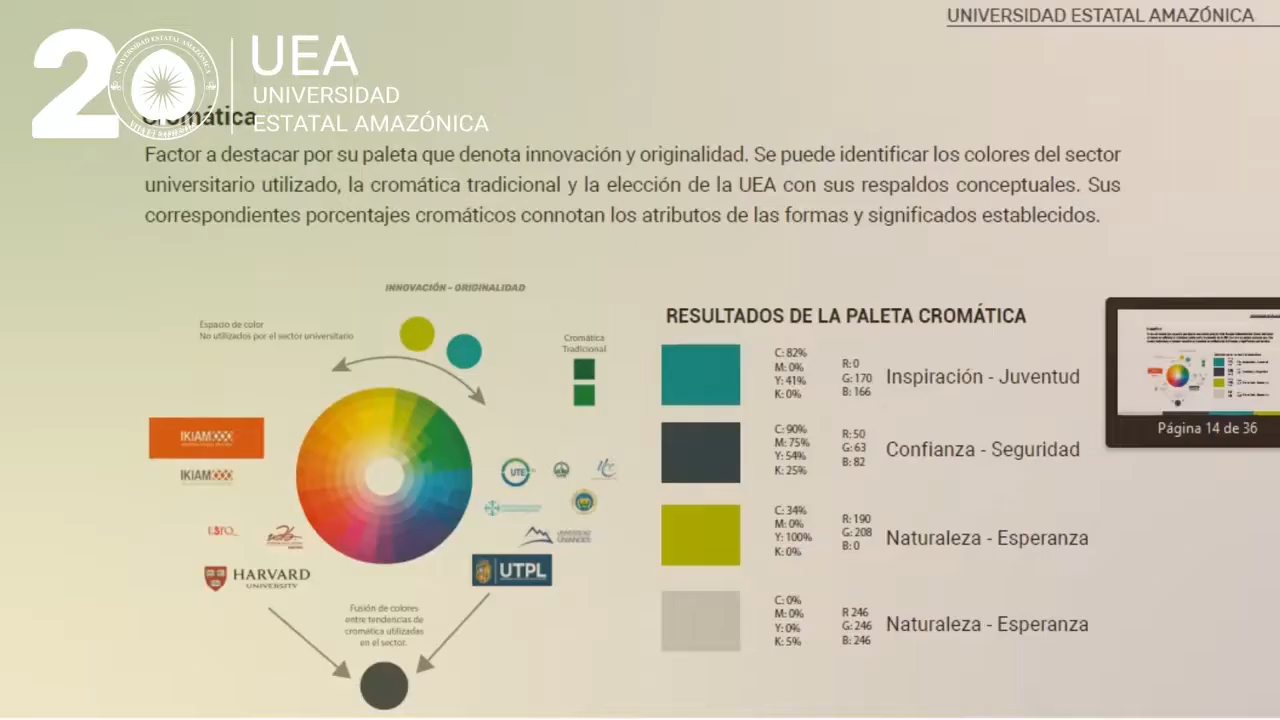 UNIVERSIDAD ESTATAL AMAZÓNICA
20
UNIVERSIDAD ESTATAL AMAZÓNICA
UEA
UNIVERSIDAD
ESTATAL AMAZÓNICA
Cromática
Factor a destacar por su paleta que denota innovación y originalidad. Se puede identificar los colores del sector
universitario utilizado, la cromática tradicional y la elección de la UEA con sus respaldos conceptuales. Sus
correspondientes porcentajes cromáticos connotan los atributos de las formas y significados establecidos.
INNOVACIÓN - ORIGINALIDAD
Espacio de color
No utilizados por el sector universitario
Cromática
Tradicional
IKIAM
IKIAM
UTE
HARVARD
UNIVERSITY
UTPL
Fusión de colores
entre tendencias de
cromática utilizadas
en el sector.
RESULTADOS DE LA PALETA CROMÁTICA
C: 82%
M: 0%
Y: 41%
K: 0%
R: 0
G: 170
B: 166
Inspiración - Juventud
C: 90%
M: 75%
Y: 54%
K: 25%
R: 50
G: 63
B: 82
Confianza - Seguridad
C: 34%
M: 0%
Y: 100%
K: 0%
R: 190
G: 208
B: 0
Naturaleza - Esperanza
C: 0%
M: 0%
Y: 0%
K: 5%
R 246
G: 246
B: 246
Naturaleza - Esperanza
Página 14 de 36